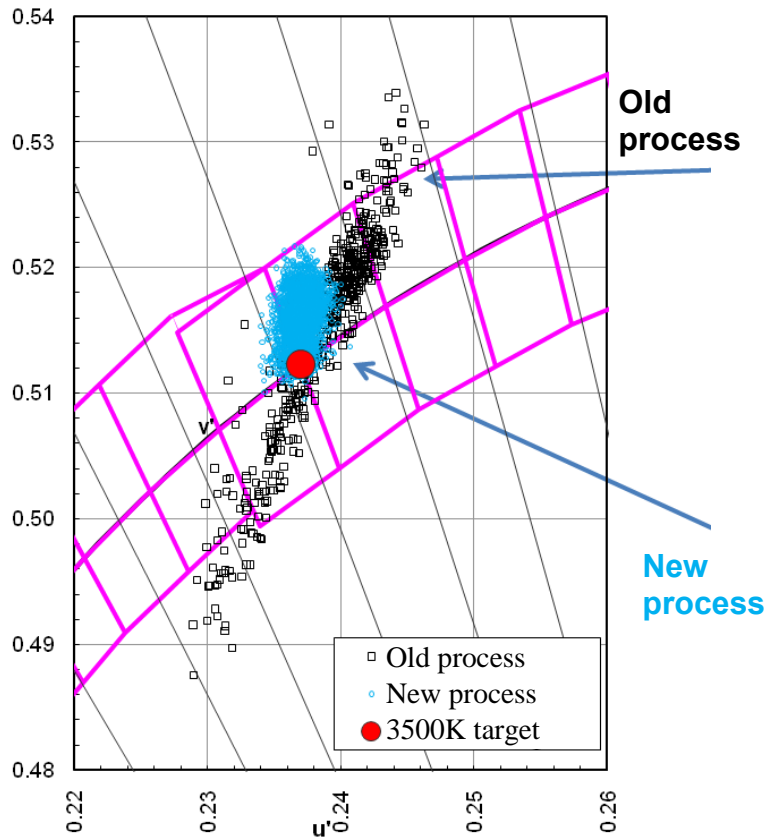 0.54
0.53
0.52
0.51
0.50
0.49
0.48
v'
Old
process
New
process
Old process
New process
3500K target
0.22
0.23
0.24
0.25
0.26
u'